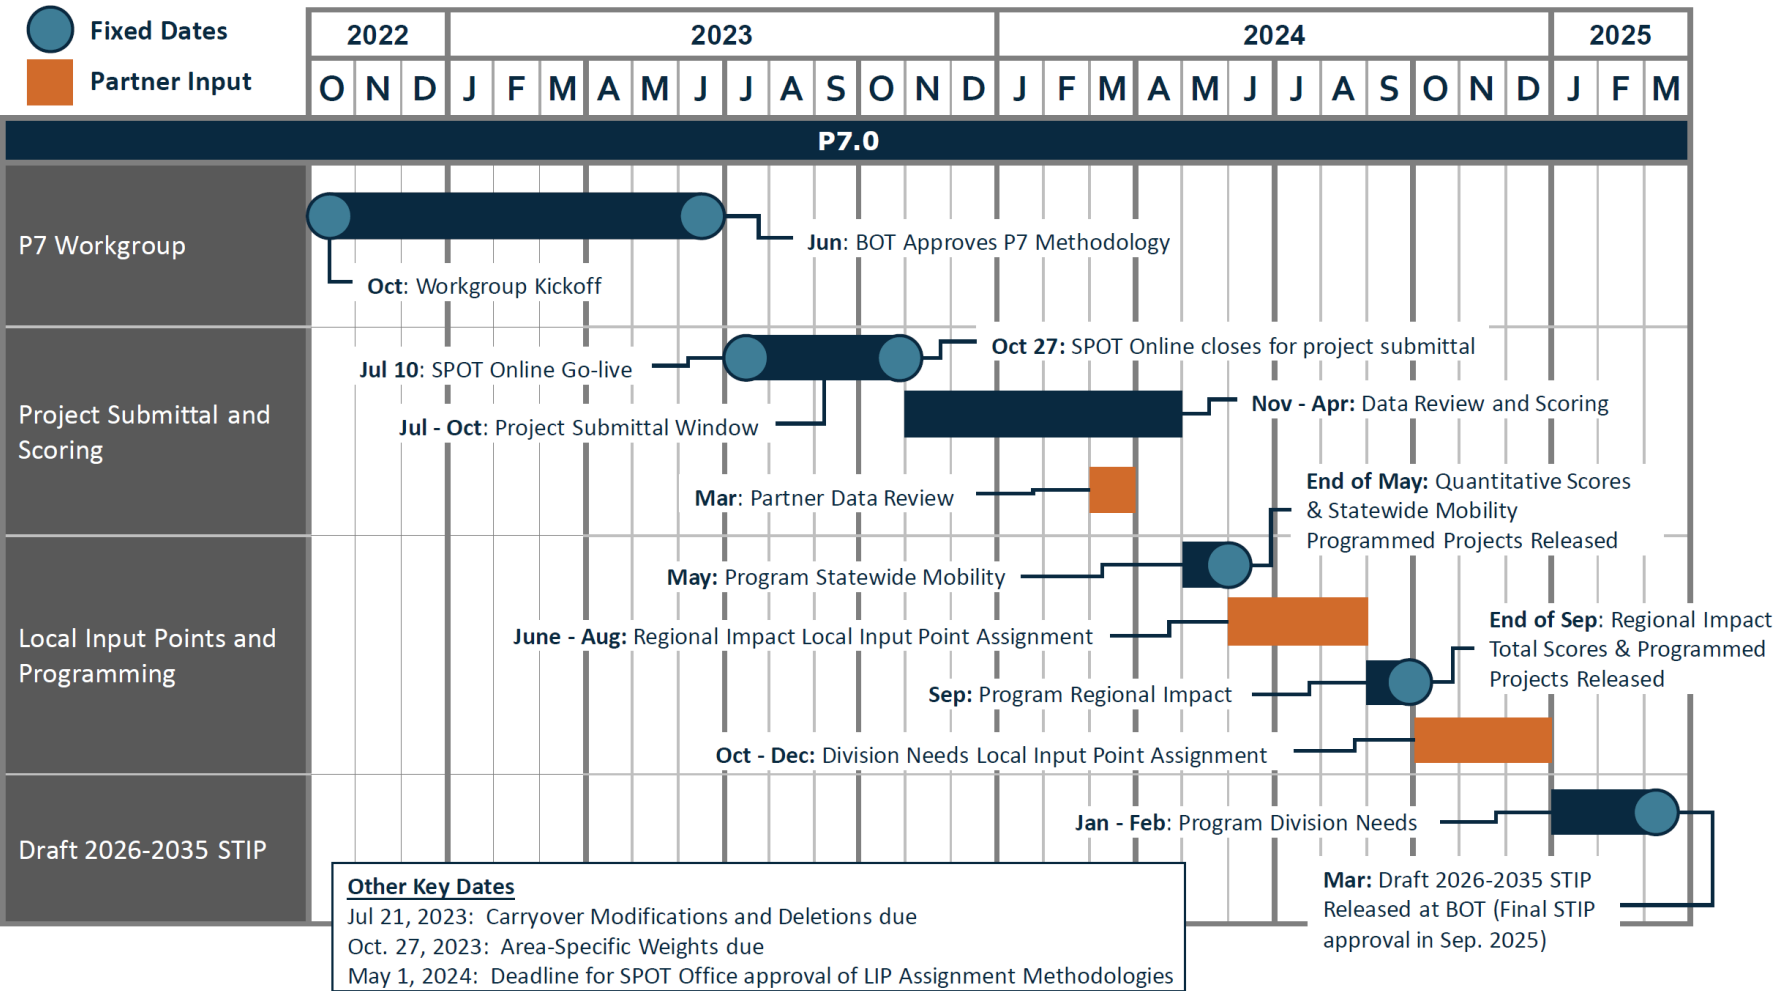 Fixed Dates
Partner Input
2022 2023 2024 2025
O N D J F M A M J J A S O N D J F M A M J J A S O N D J F M
P7.0
P7 Workgroup
Jun: BOT Approves P7 Methodology
Oct: Workgroup Kickoff
Project Submittal and
Scoring
Oct 27: SPOT Online closes for project submittal
Jul 10: SPOT Online Go-live
Nov - Apr: Data Review and Scoring
Jul - Oct: Project Submittal Window
Mar: Partner Data Review
End of May: Quantitative Scores
& Statewide Mobility
Programmed Projects Released
Local Input Points and
Programming
May: Program Statewide Mobility
June - Aug: Regional Impact Local Input Point Assignment
End of Sep: Regional Impact
Total Scores & Programmed
Projects Released
Sep: Program Regional Impact
Oct - Dec: Division Needs Local Input Point Assignment
Draft 2026-2035 STIP
Jan - Feb: Program Division Needs
Mar: Draft 2026-2035 STIP
Released at BOT (Final STIP
approval in Sep. 2025)
Other Key Dates
Jul 21, 2023: Carryover Modifications and Deletions due
Oct. 27, 2023: Area-Specific Weights due
May 1, 2024: Deadline for SPOT Office approval of LIP Assignment Methodologies